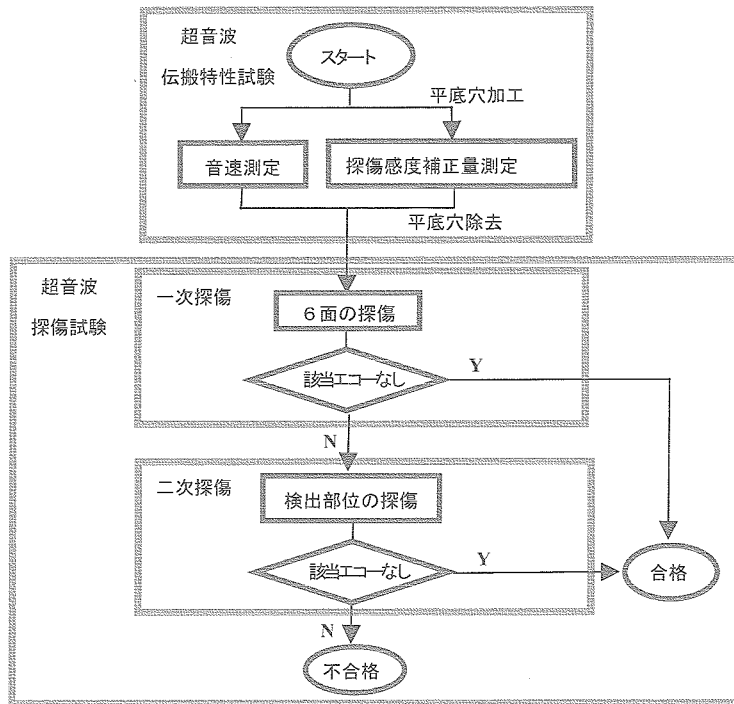 超音波
伝搬特性試験
スタート
平底穴加工
音速測定
探傷感度補正量測定
平底穴除去
超音波
探傷試験
一次探傷
6面の探傷
該当エコーなし
Y
N
二次探傷
検出部位の探傷
該当エコーなし
Y
合格
N
不合格